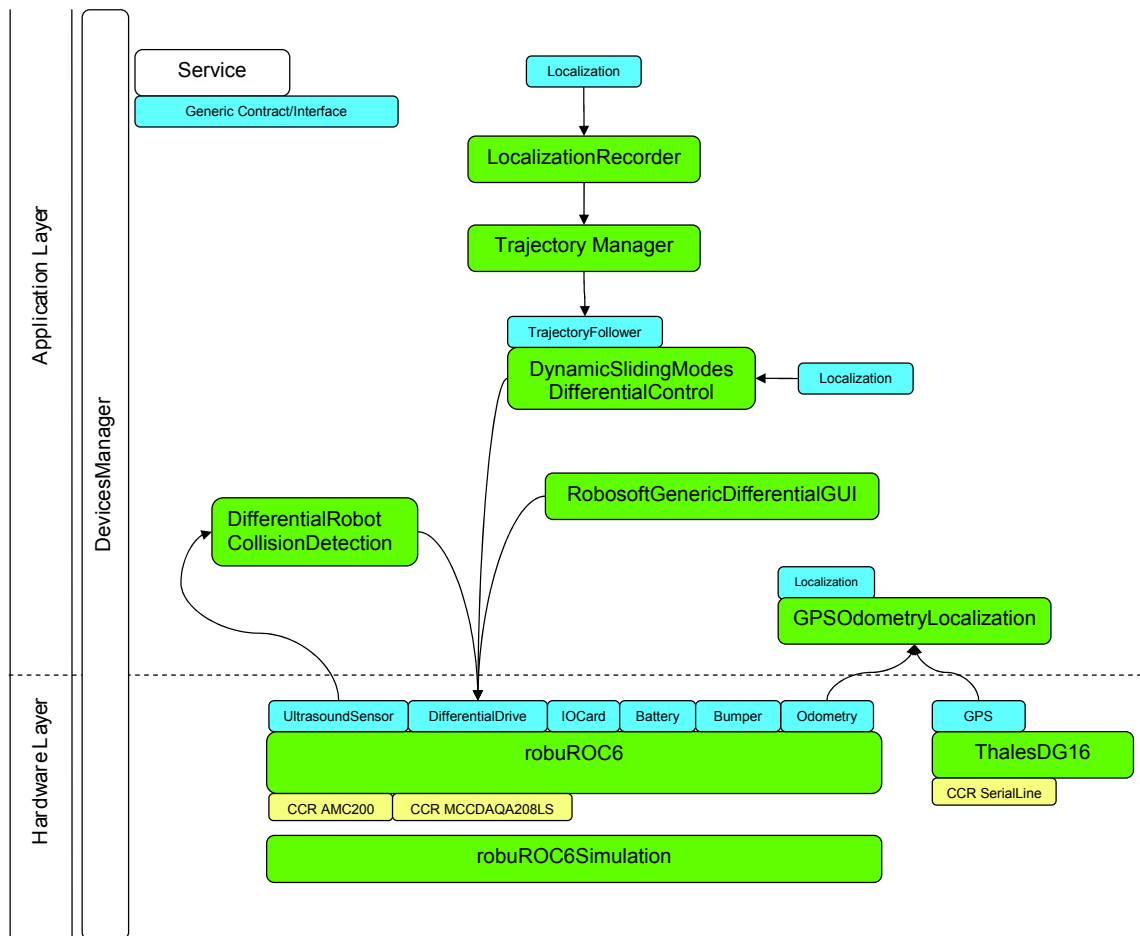 Application Layer
Hardware Layer
DevicesManager
Service
Generic Contract/Interface
Localization
LocalizationRecorder
Trajectory Manager
TrajectoryFollower
DynamicSlidingModes
DifferentialControl
Localization
RobosoftGenericDifferentialGUI
DifferentialRobot
CollisionDetection
Localization
GPSOdometryLocalization
UltrasoundSensor
DifferentialDrive
IOCard
Battery
Bumper
Odometry
GPS
robuROC6
ThalesDG16
CCR AMC200
CCR MCCDAQA208LS
CCR SerialLine
robuROC6Simulation